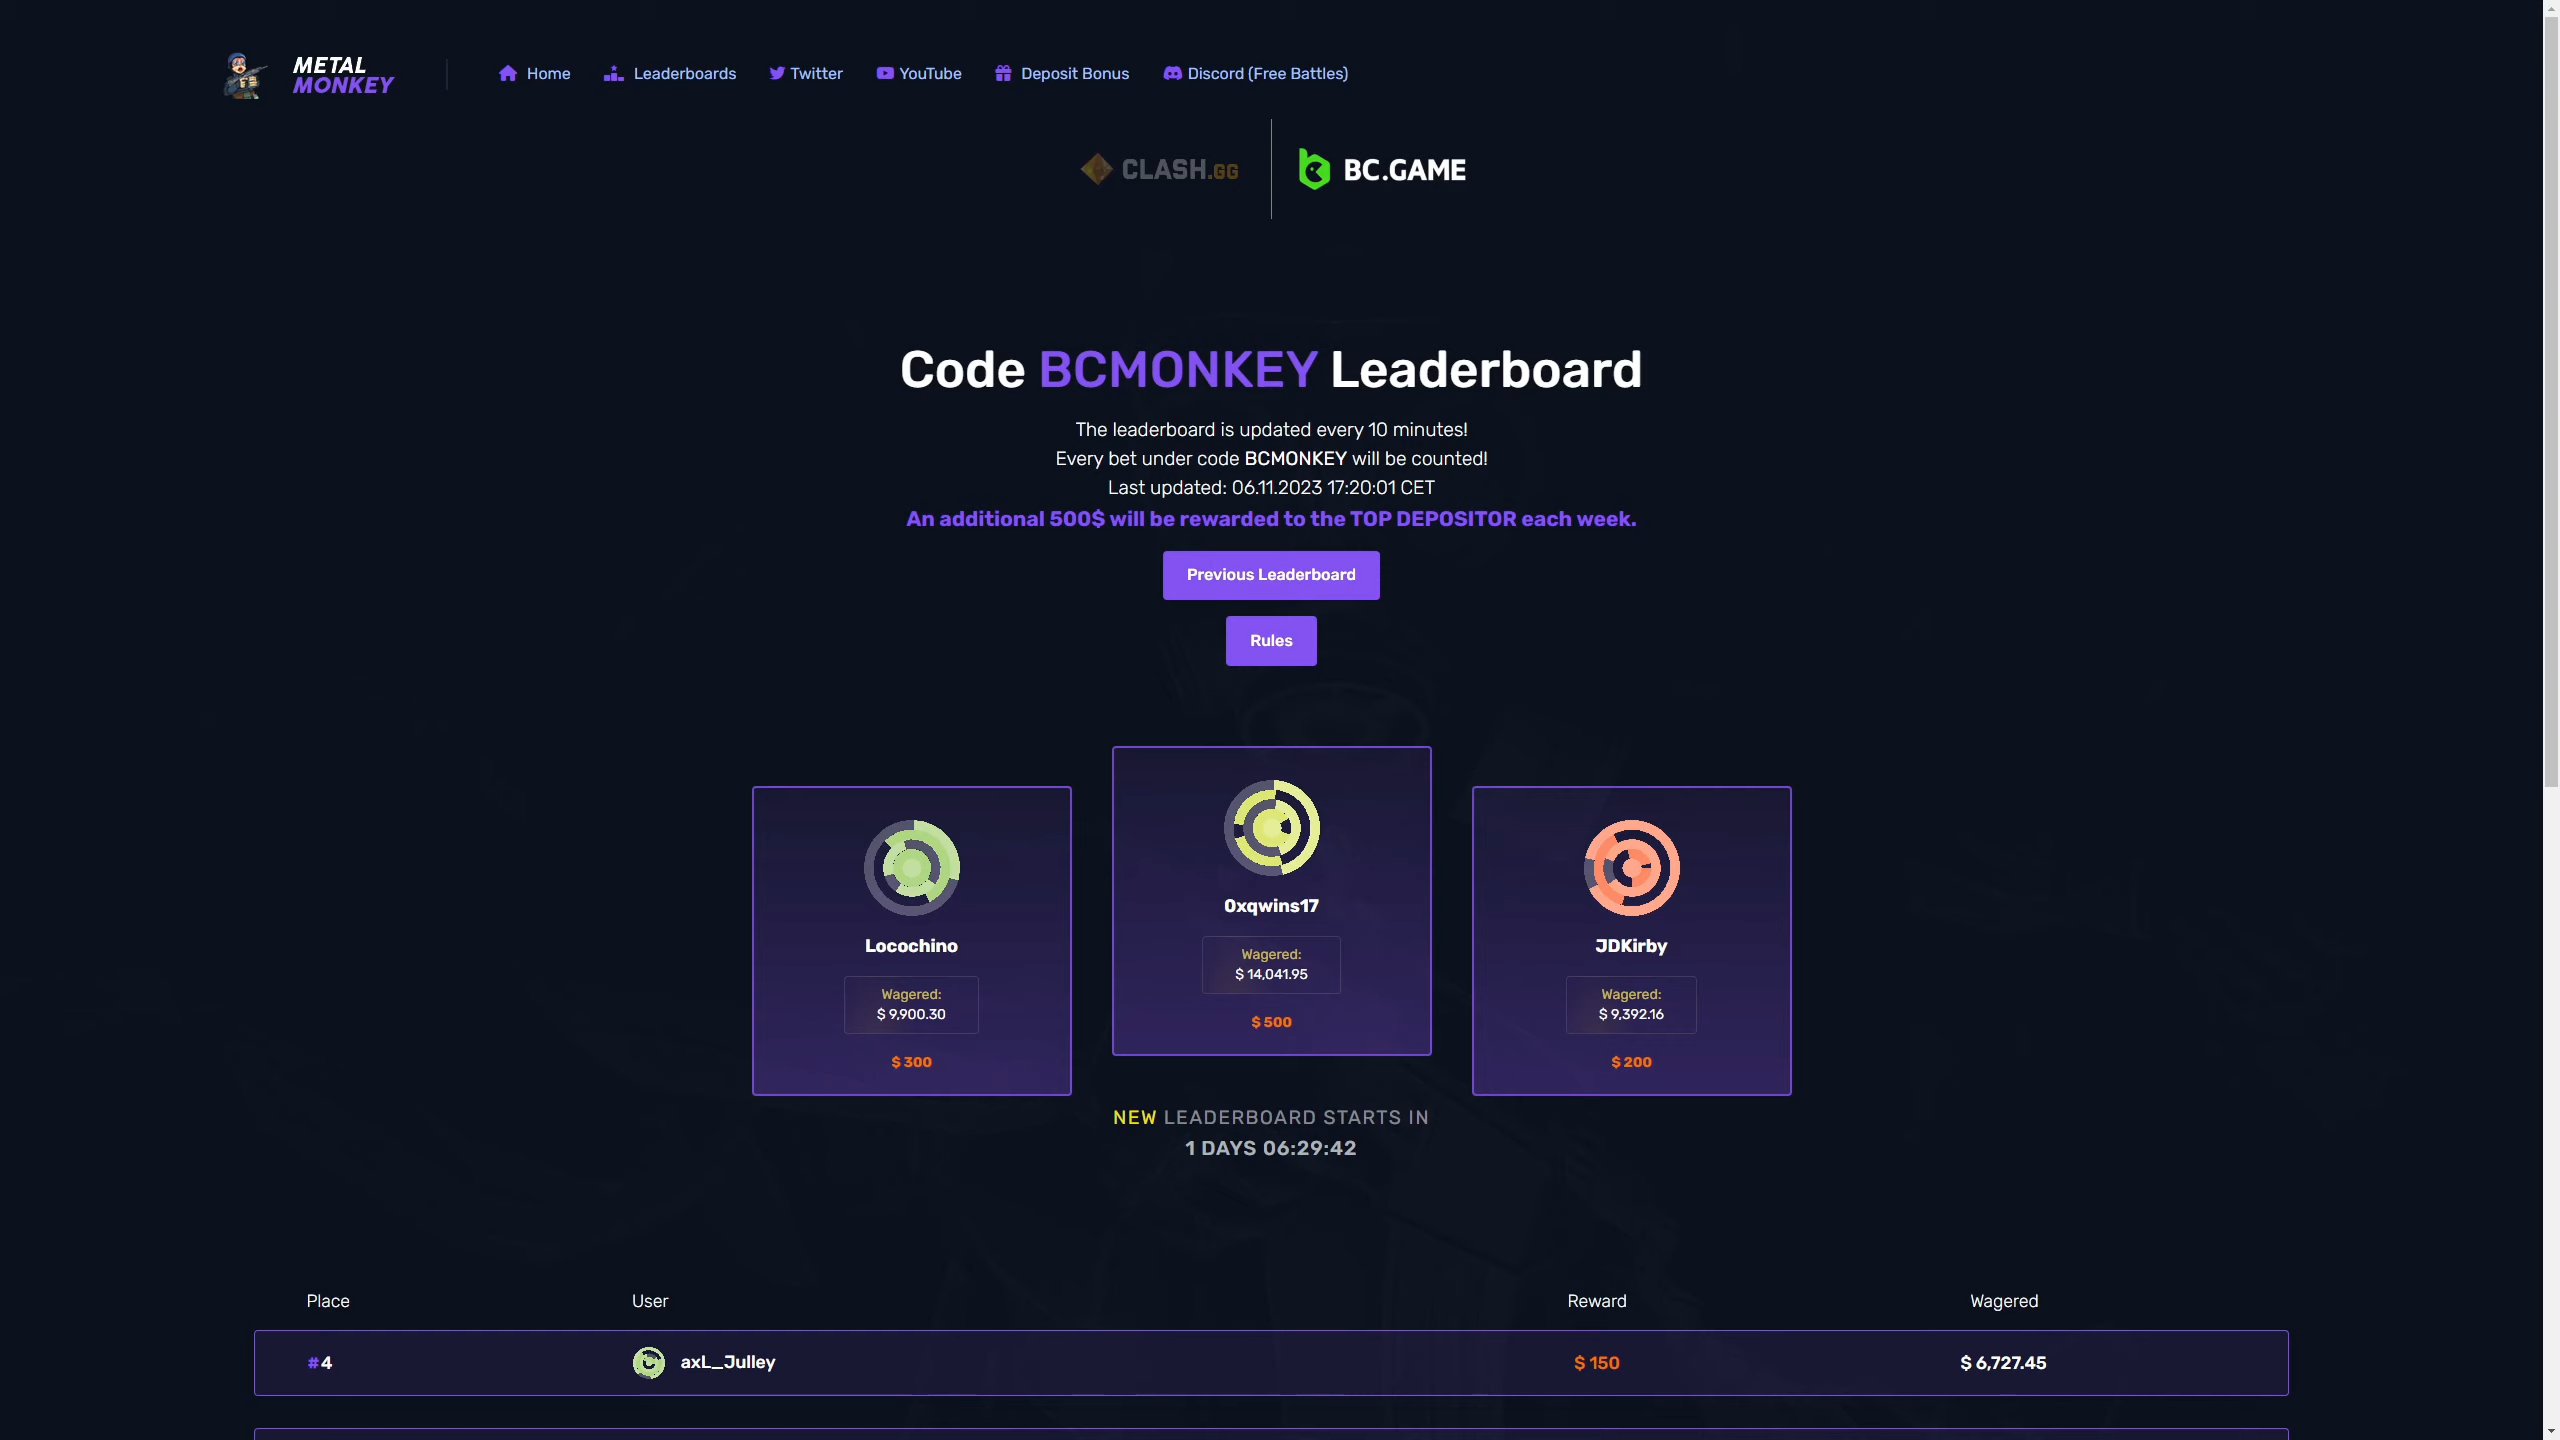 METAL
MONKEY
Home
Leaderboards
Twitter
YouTube
Deposit Bonus
Discord (Free Battles)
CLASH.GG
BC.GAME
Code BCMONKEY Leaderboard
The leaderboard is updated every 10 minutes!
Every bet under code BCMONKEY will be counted!
Last updated: 06.11.2023 17:20:01 CET
An additional 500$ will be rewarded to the TOP DEPOSITOR each week.
Previous Leaderboard
Rules
Locochino
Wagered:
$ 9,900.30
$ 300
0xqwins17
Wagered:
$ 14,041.95
$ 500
JDKirby
Wagered:
$ 9,392.16
$ 200
NEW LEADERBOARD STARTS IN
1 DAYS 06:29:42
Place User Reward Wagered
#4 axL_Julley $ 150 $ 6,727.45